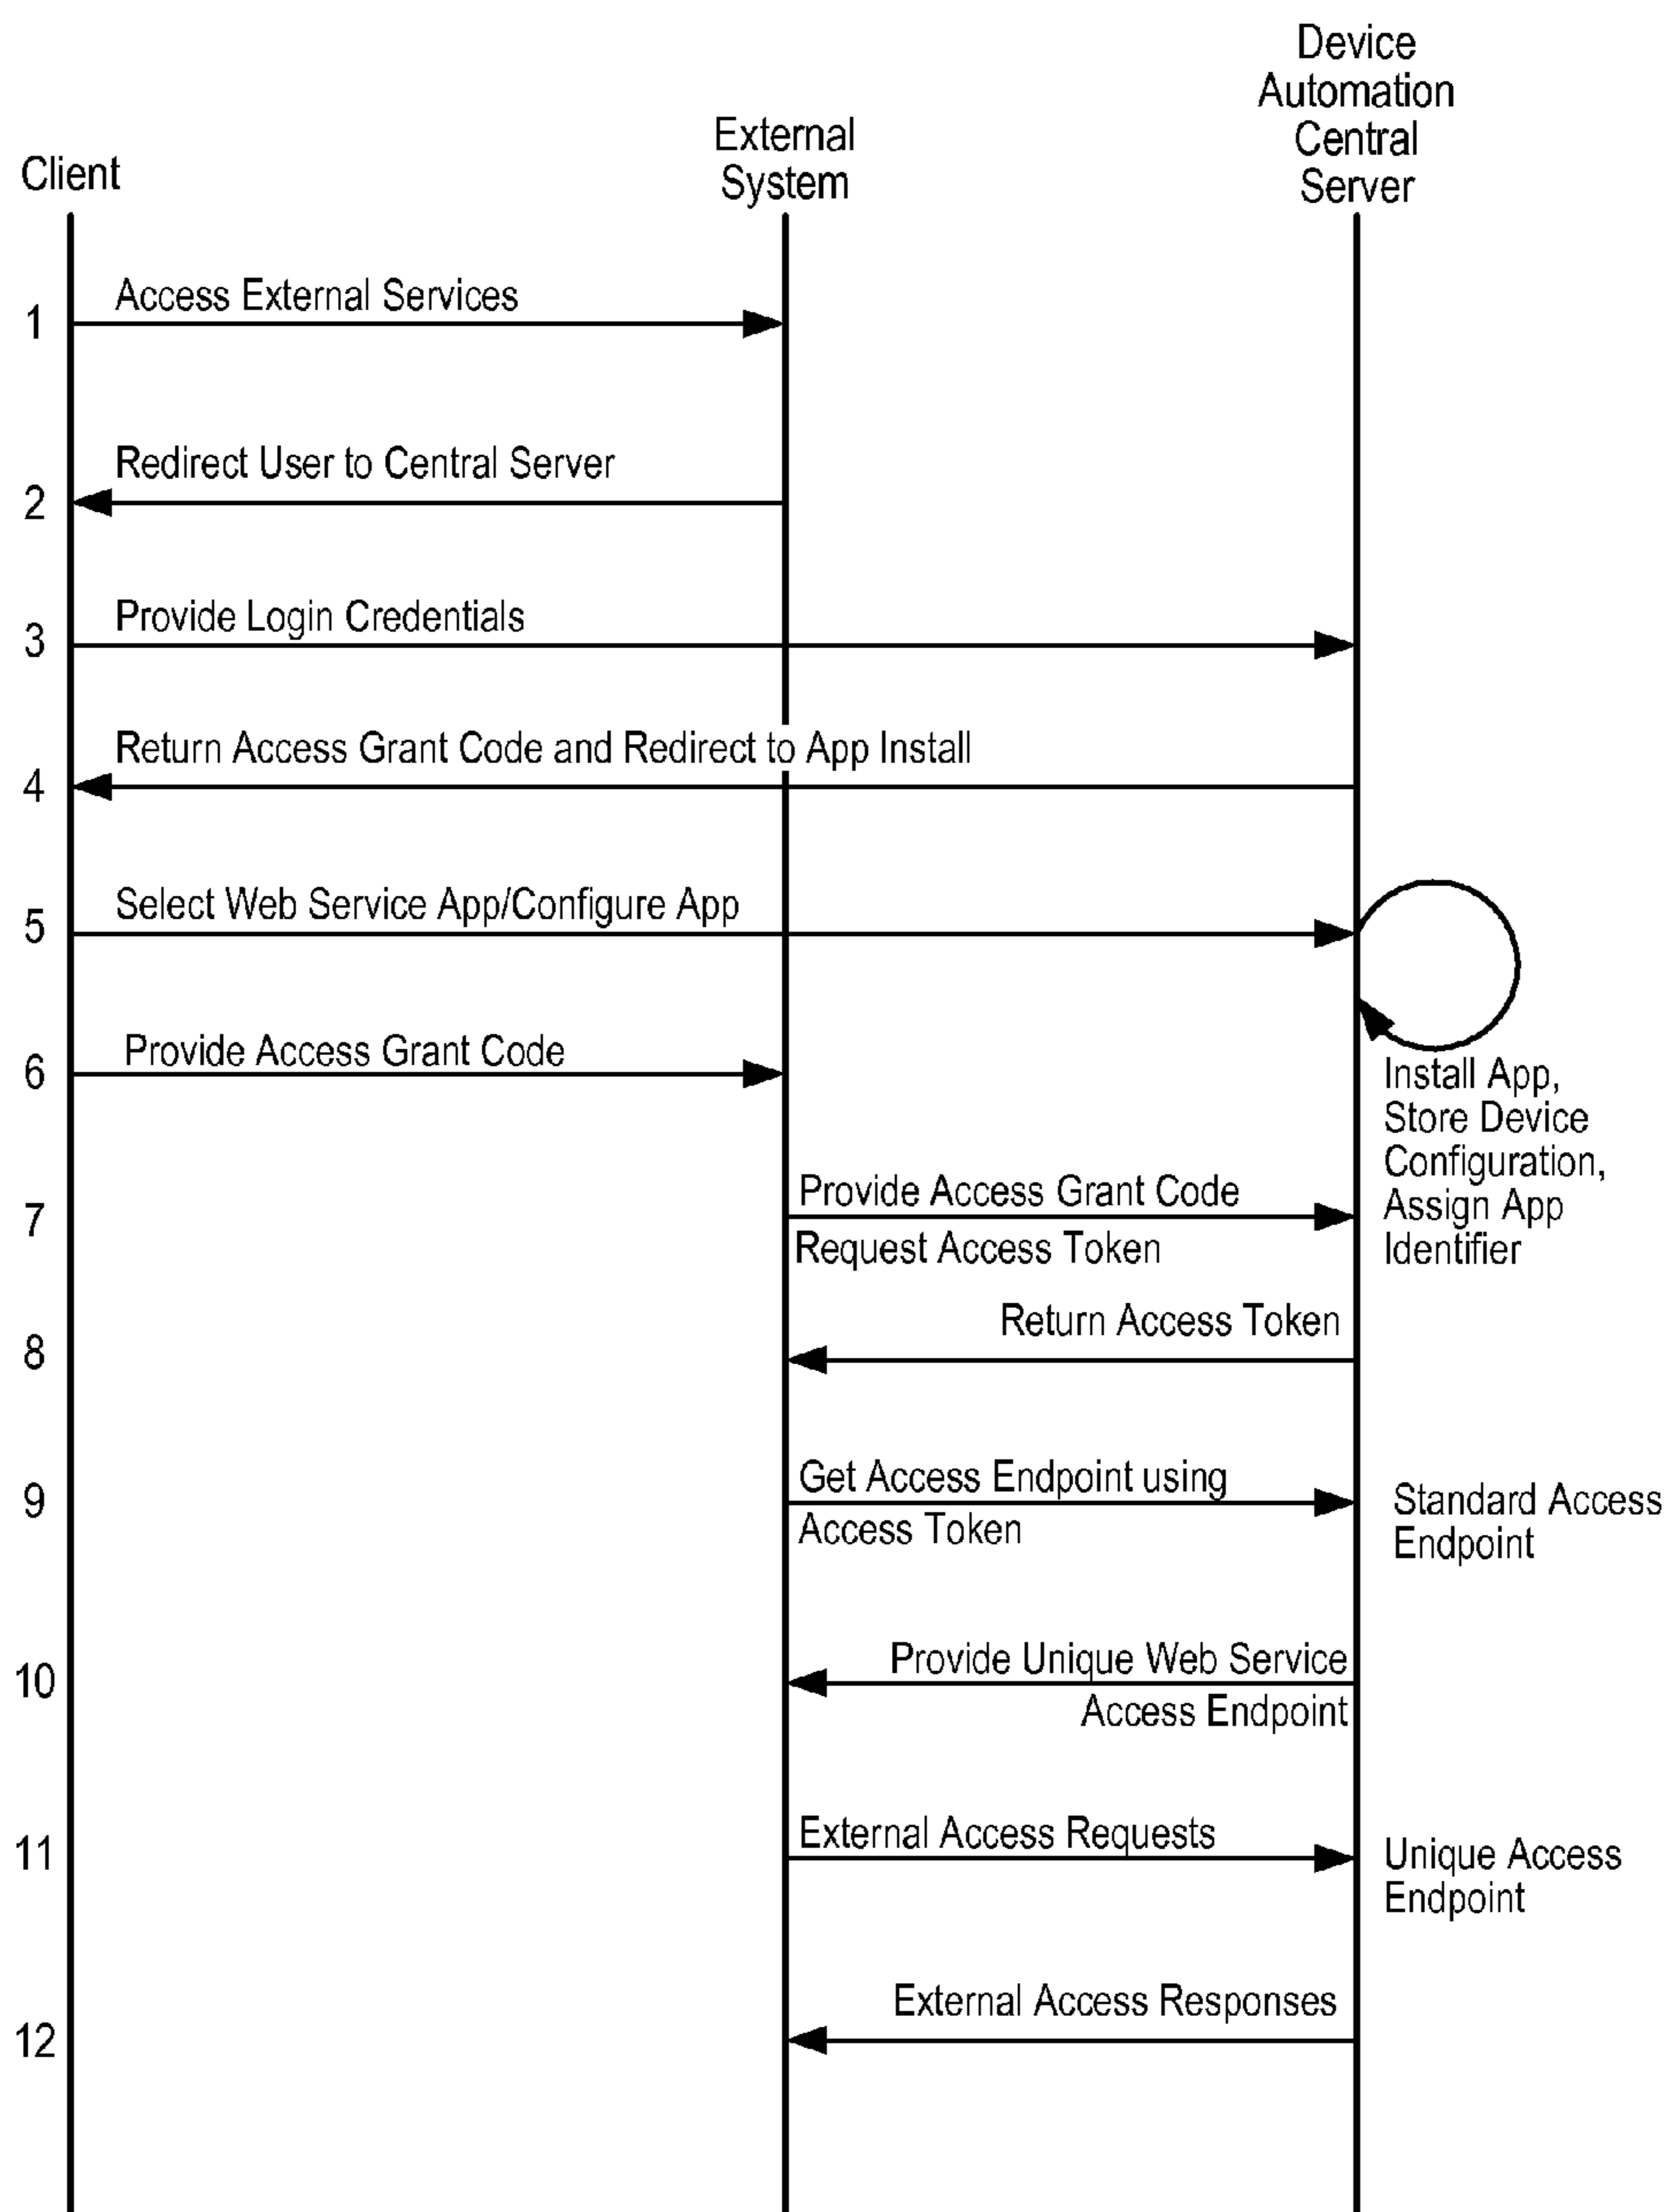 Device
Automation
Central
Server
External
System
Client
Access External Services
1
Redirect User to Central Server
2
Provide Login Credentials
3
Return Access Grant Code and Redirect to App Install
4
Select Web Service App/Configure App
5
Provide Access Grant Code
6
Install App,
Store Device
Configuration,
Assign App
Identifier
Provide Access Grant Code
7
Request Access Token
Return Access Token
8
Get Access Endpoint using
9
Access Token
Standard Access
Endpoint
Provide Unique Web Service
10
Access Endpoint
External Access Requests
11
Unique Access
Endpoint
External Access Responses
12